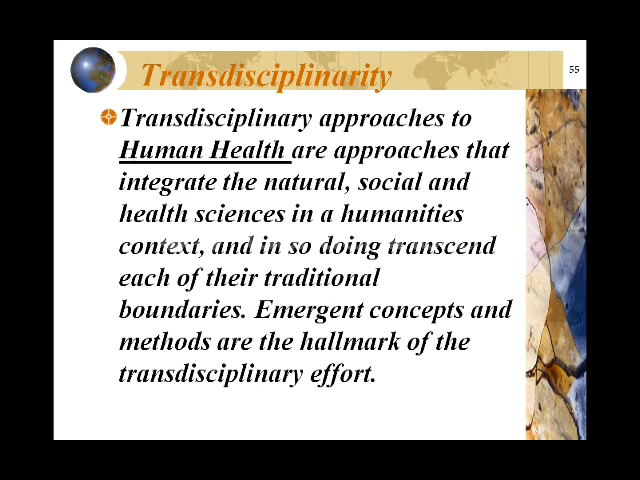 Transdisciplinarity
55
Transdisciplinary approaches to
Human Health are approaches that
integrate the natural, social and
health sciences in a humanities
context, and in so doing transcend
each of their traditional
boundaries. Emergent concepts and
methods are the hallmark of the
transdisciplinary effort.